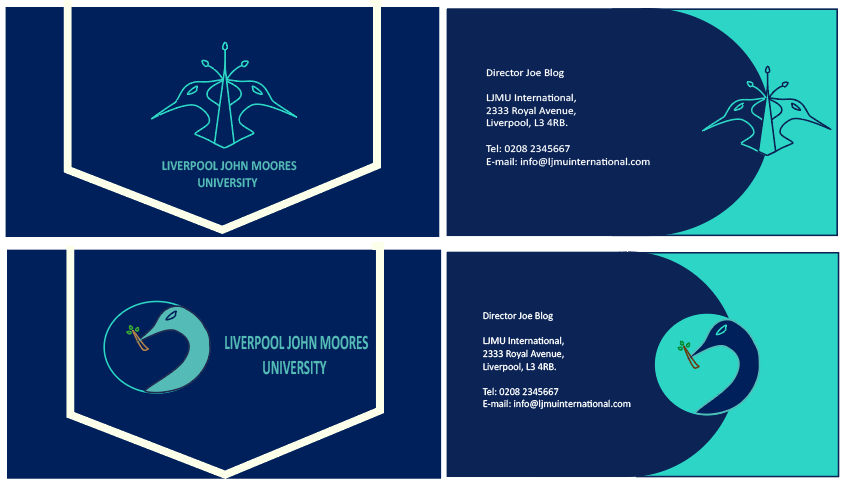 LIVERPOOL JOHN MOORES
UNIVERSITY
Director Joe Blog
LJMU International,
2333 Royal Avenue,
Liverpool, L3 4RB.
Tel: 0208 2345667
E-mail: info@ljmuinternational.com
LIVERPOOL JOHN MOORES
UNIVERSITY
Director Joe Blog
LJMU International,
2333 Royal Avenue,
Liverpool, L3 4RB.
Tel: 0208 2345667
E-mail: info@ljmuinternational.com